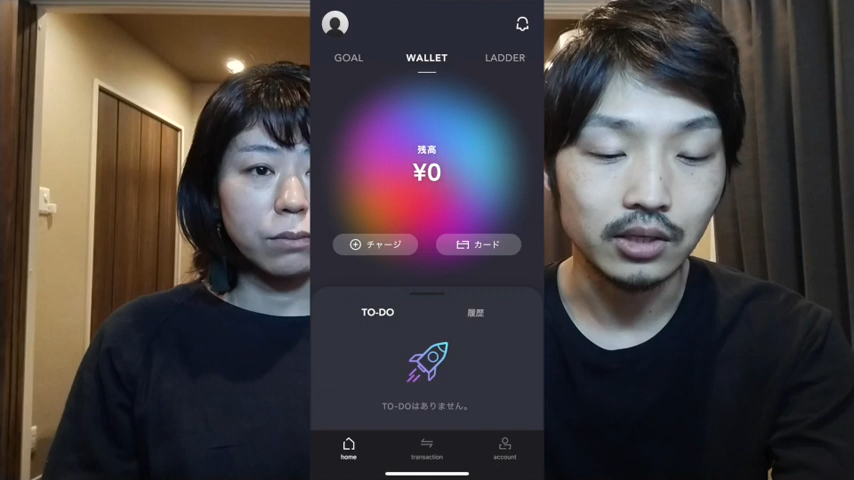 GOAL WALLET LADDER
残高
¥0
チャージ カード
TO-DO 履歴
TO-DOはありません。
home transaction account